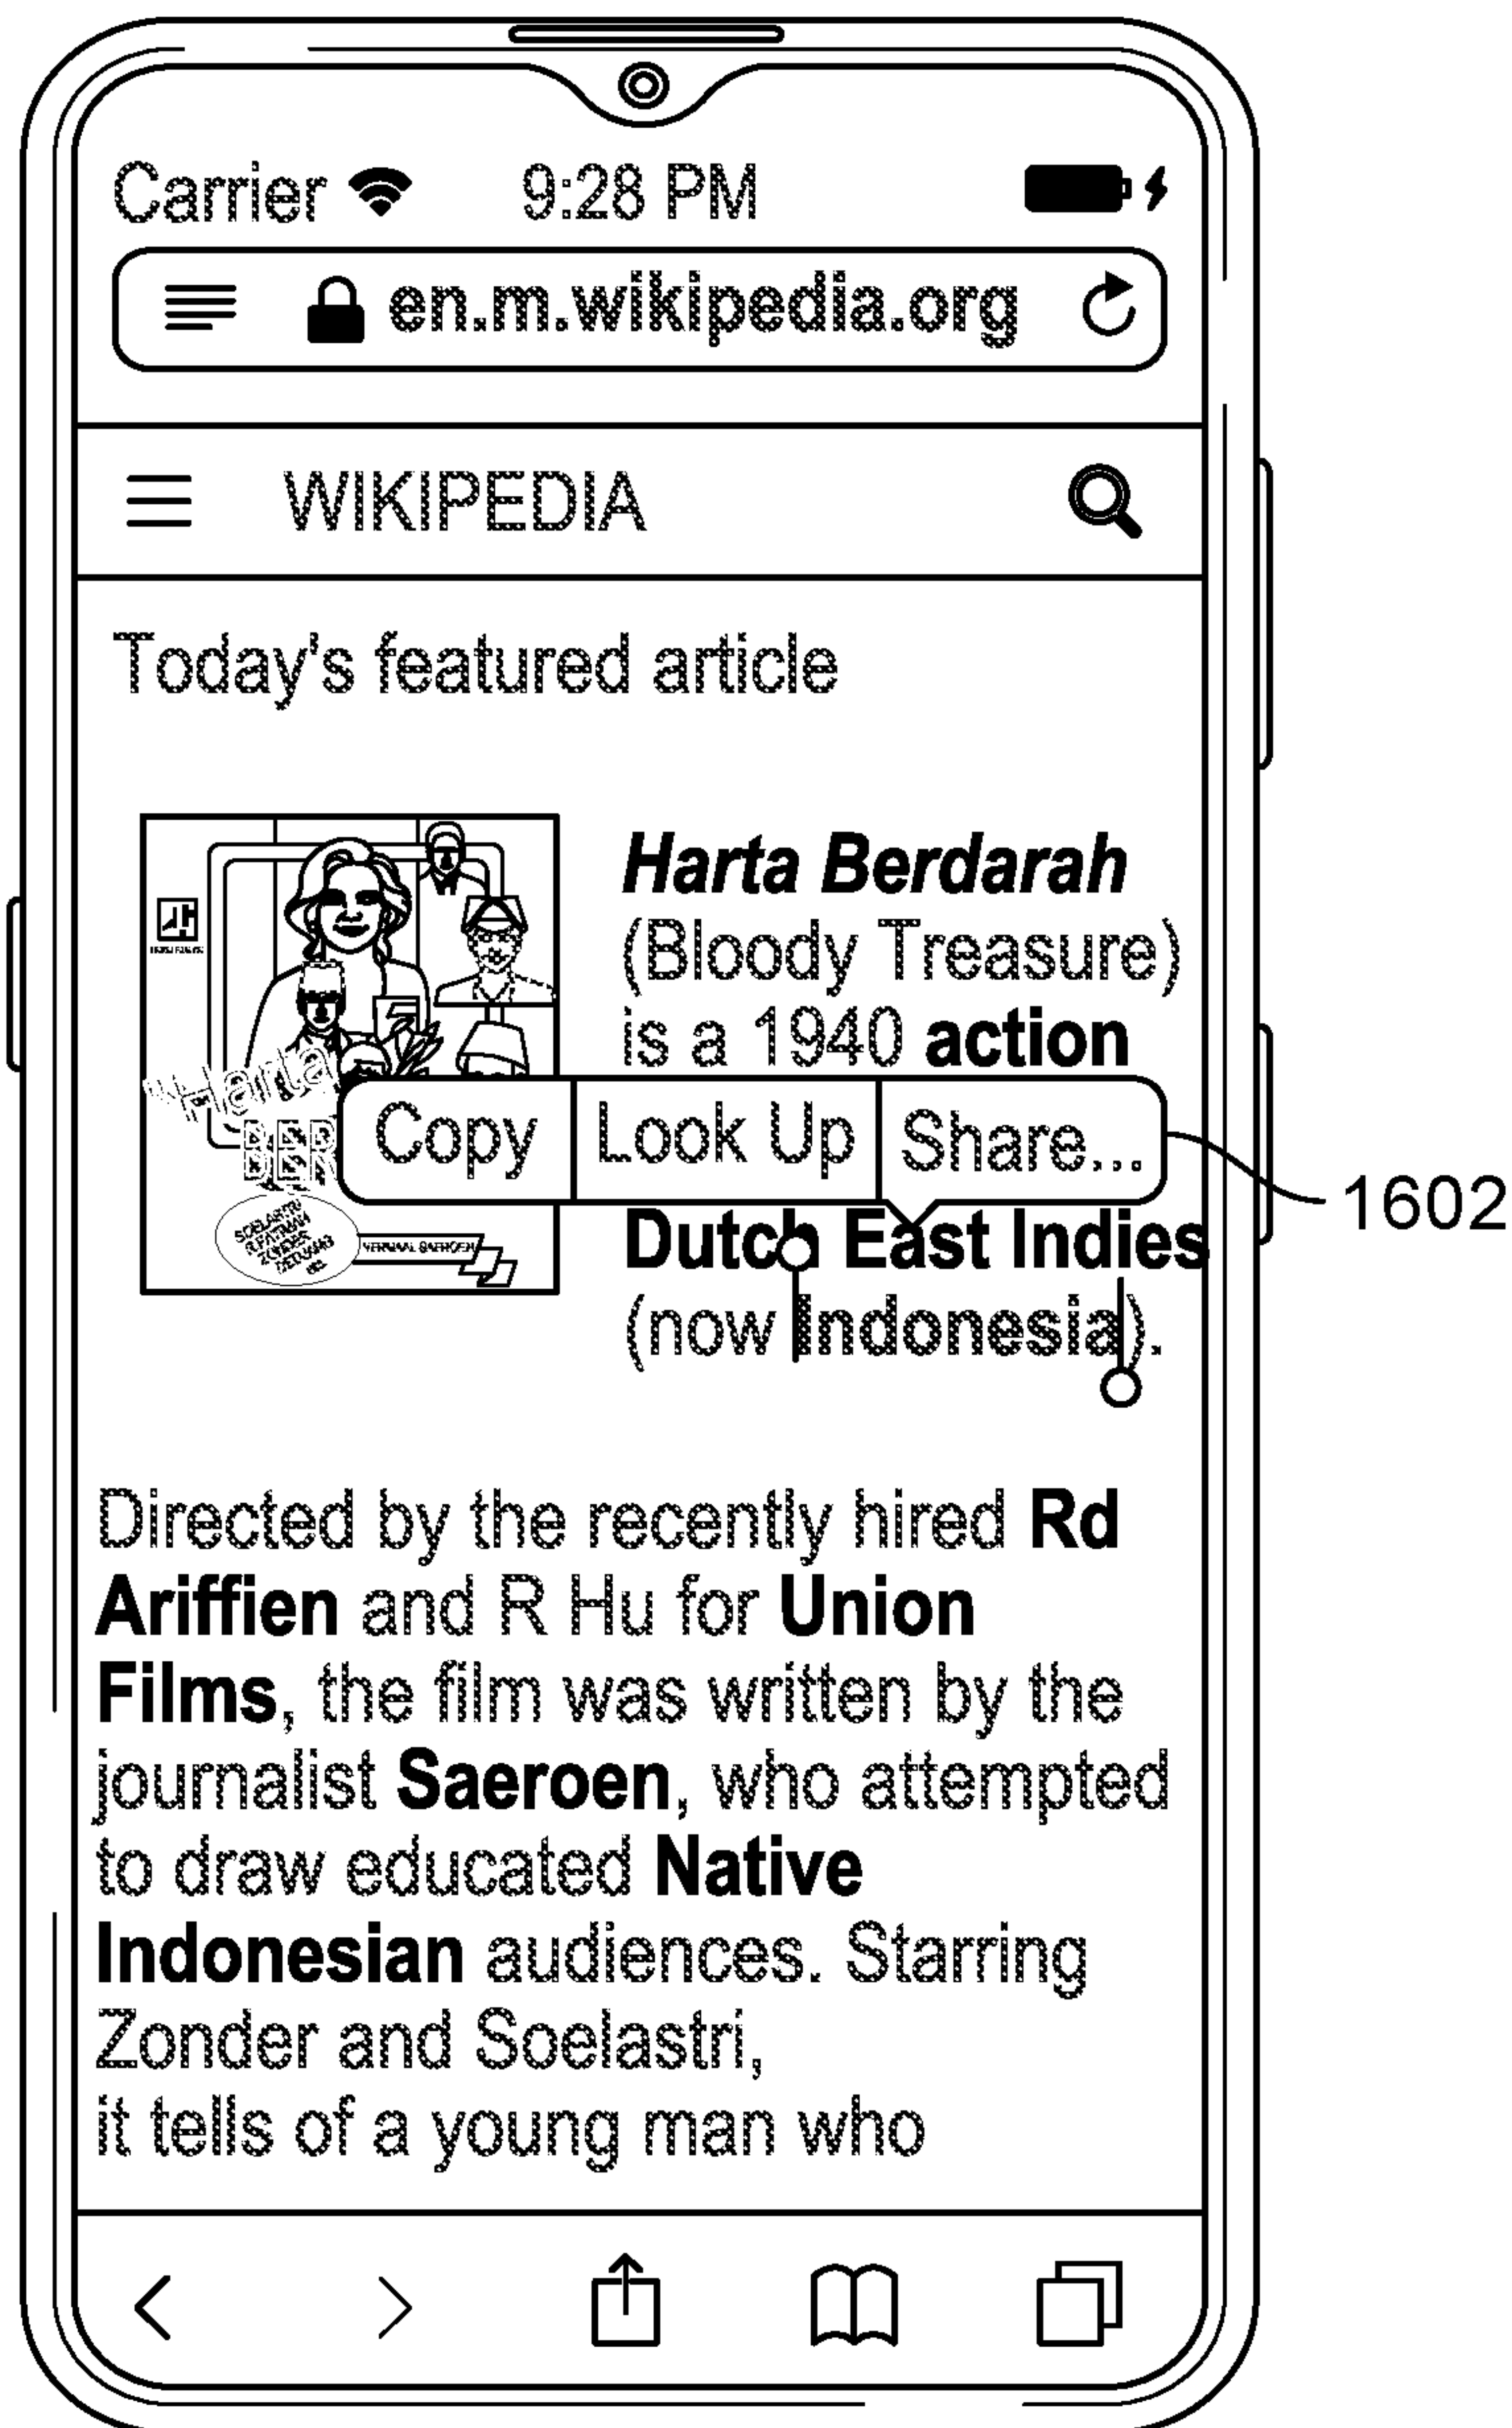 Carrier 9:28 PM
en.m.wikipedia.org
WIKIPEDIA
Today's featured article
Harta Berdarah
(Bloody Treasure)
is a 1940 action
"Harta
BER
Copy Look Up Share...
1602
Dutch East Indies
(now Indonesia).
Directed by the recently hired Rd
Ariffien and R Hu for Union
Films, the film was written by the
journalist Saeroen, who attempted
to draw educated Native
Indonesian audiences. Starring
Zonder and Soelastri,
it tells of a young man who